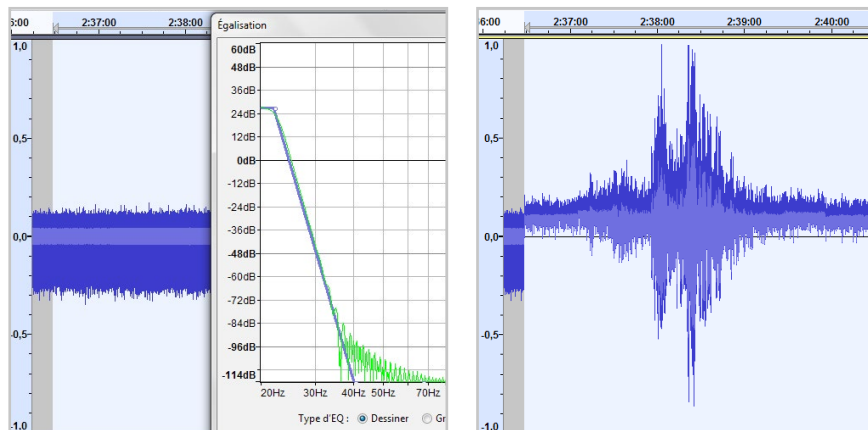 6:00 2:37:00 2:38:00
1,0
0,5
0,0
-0,5
-1.0
Égalisation
60dB
48dB
36dB
24dB
12dB
0dB
-12dB
-24dB
-36dB
-48dB
-60dB
-72dB
-84dB
-96dB
-114dB
20Hz 30Hz 40Hz 50Hz 70Hz
Type d'EQ : Dessiner Gr
36:00 2:37:00 2:38:00 2:39:00 2:40:00
1,0
0,5
0,0
-0,5
-1.0